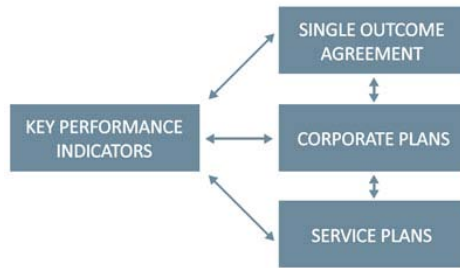 SINGLE OUTCOME
AGREEMENT
KEY PERFORMANCE
INDICATORS
CORPORATE PLANS
SERVICE PLANS